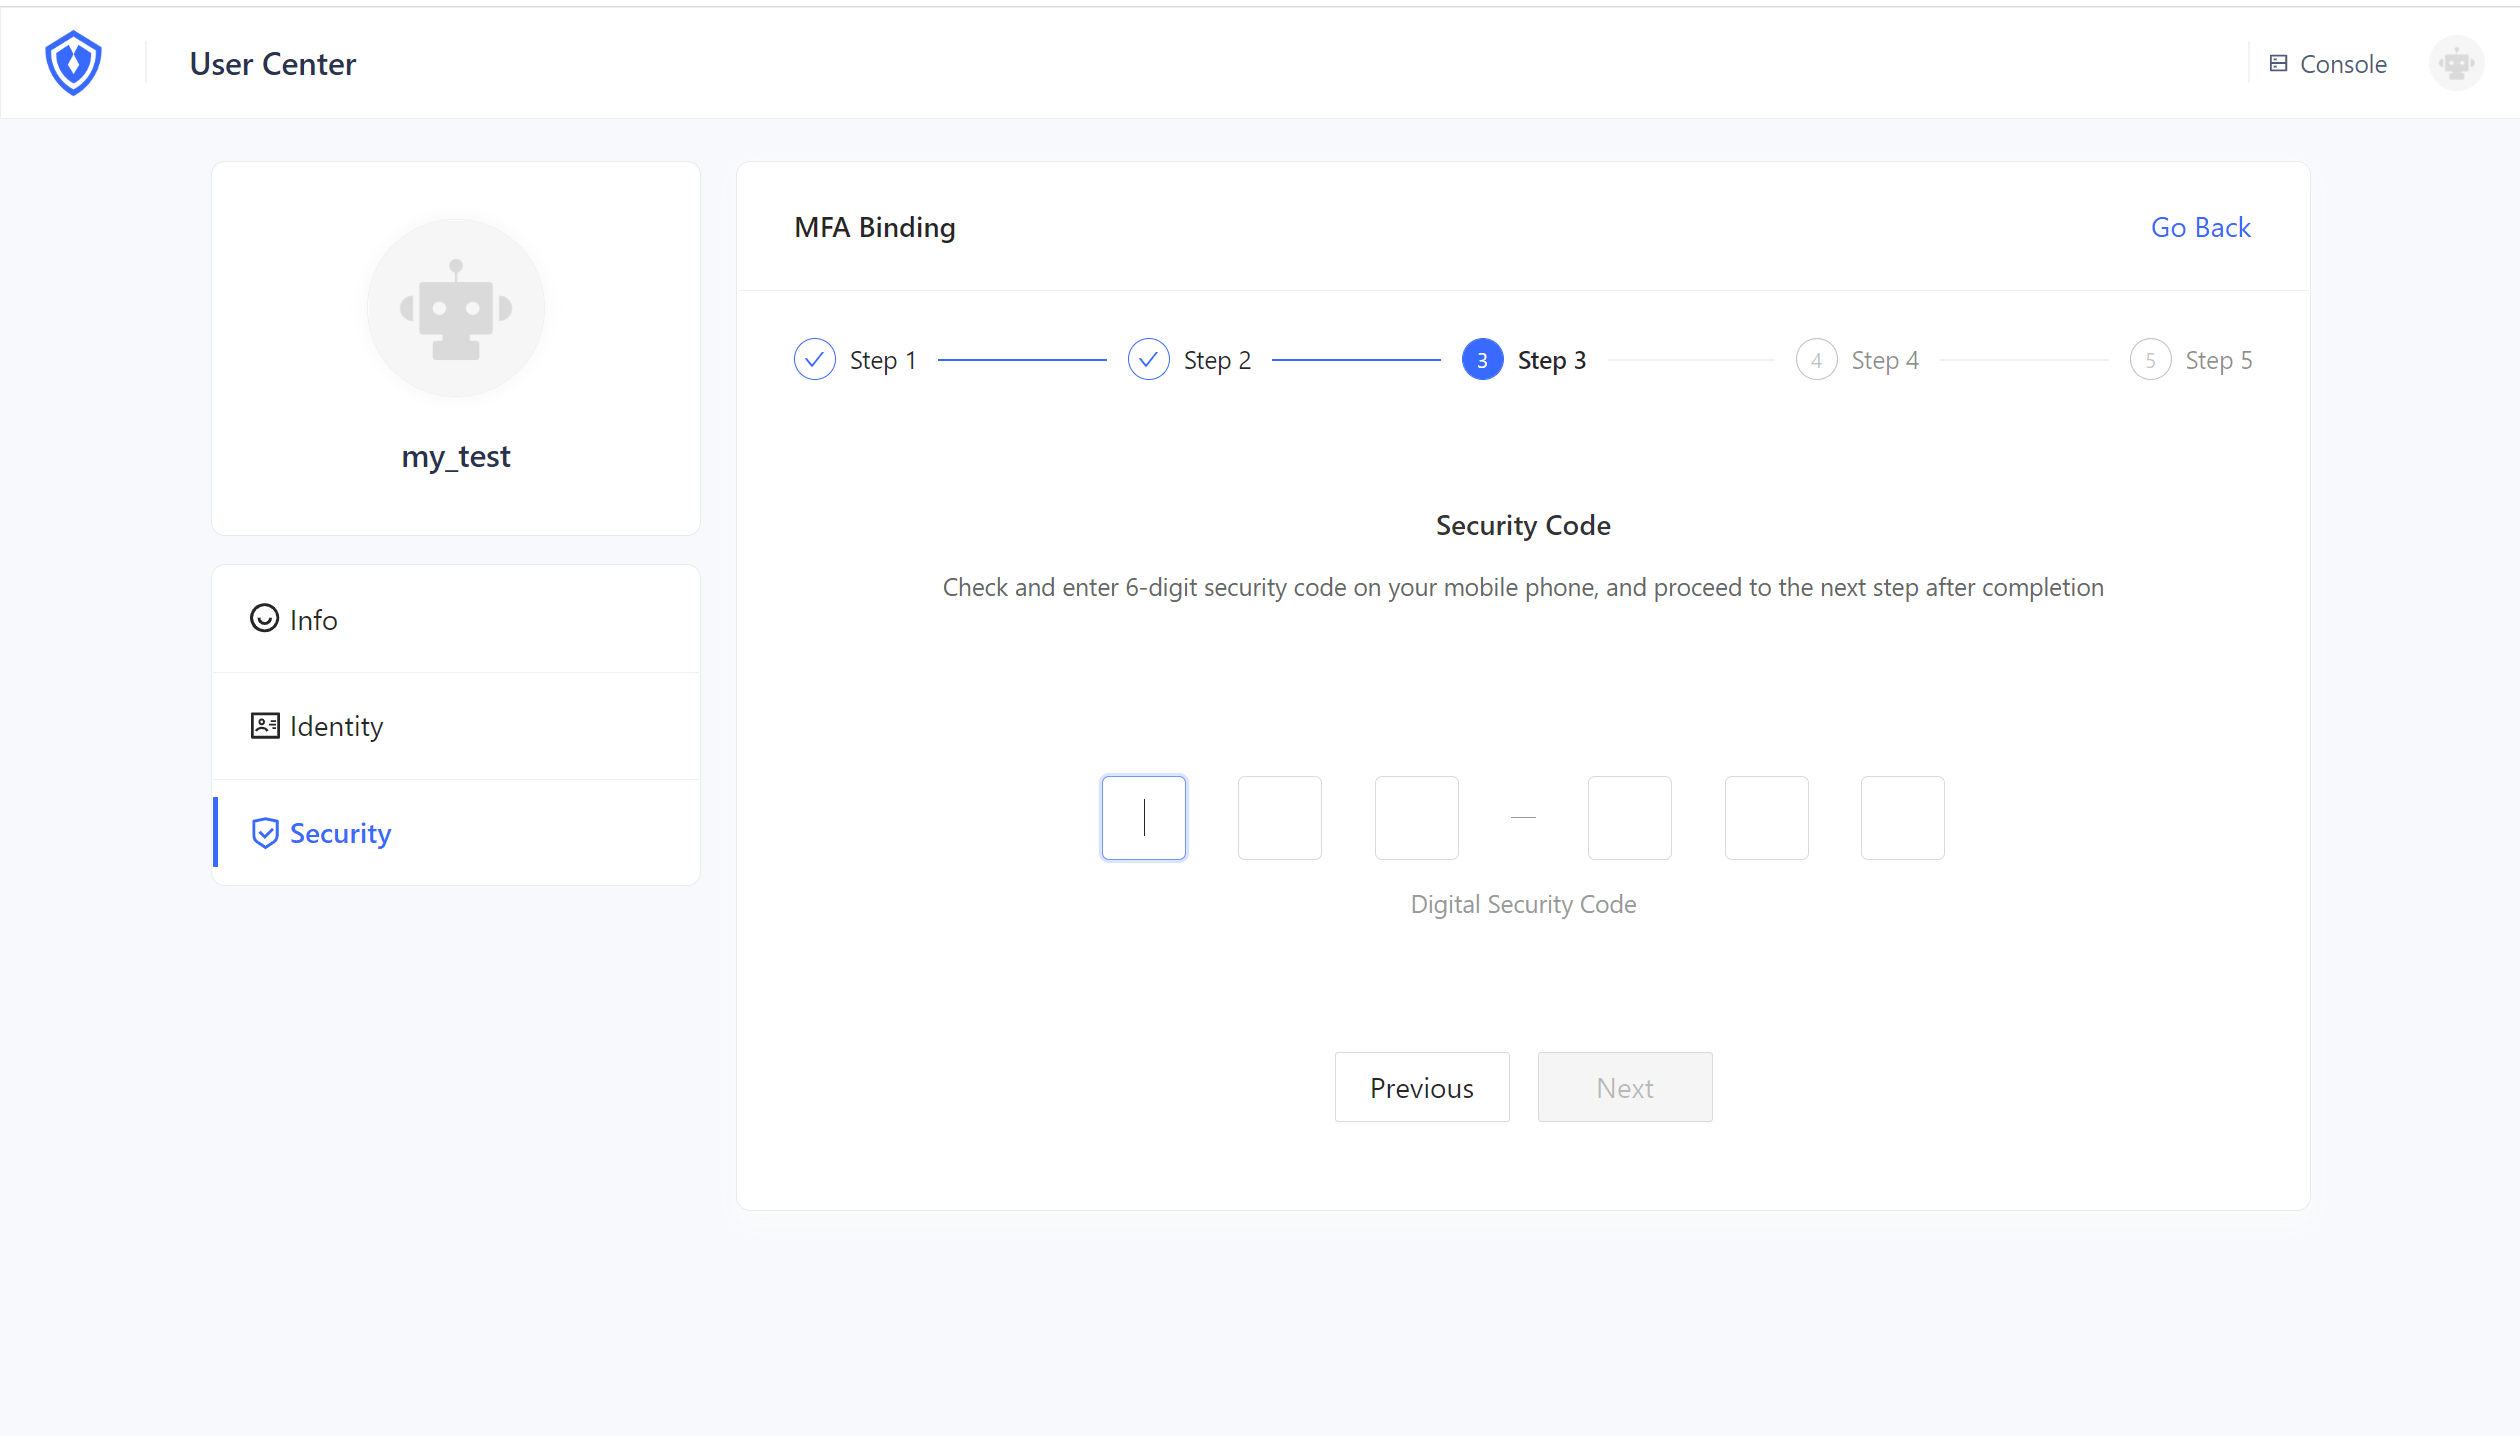 User Center
Console
my_test
Info
Identity
Security
MFA Binding
Go Back
Step 1
Step 2
3 Step 3
4 Step 4
5 Step 5
Security Code
Check and enter 6-digit security code on your mobile phone, and proceed to the next step after completion
—
Digital Security Code
Previous
Next